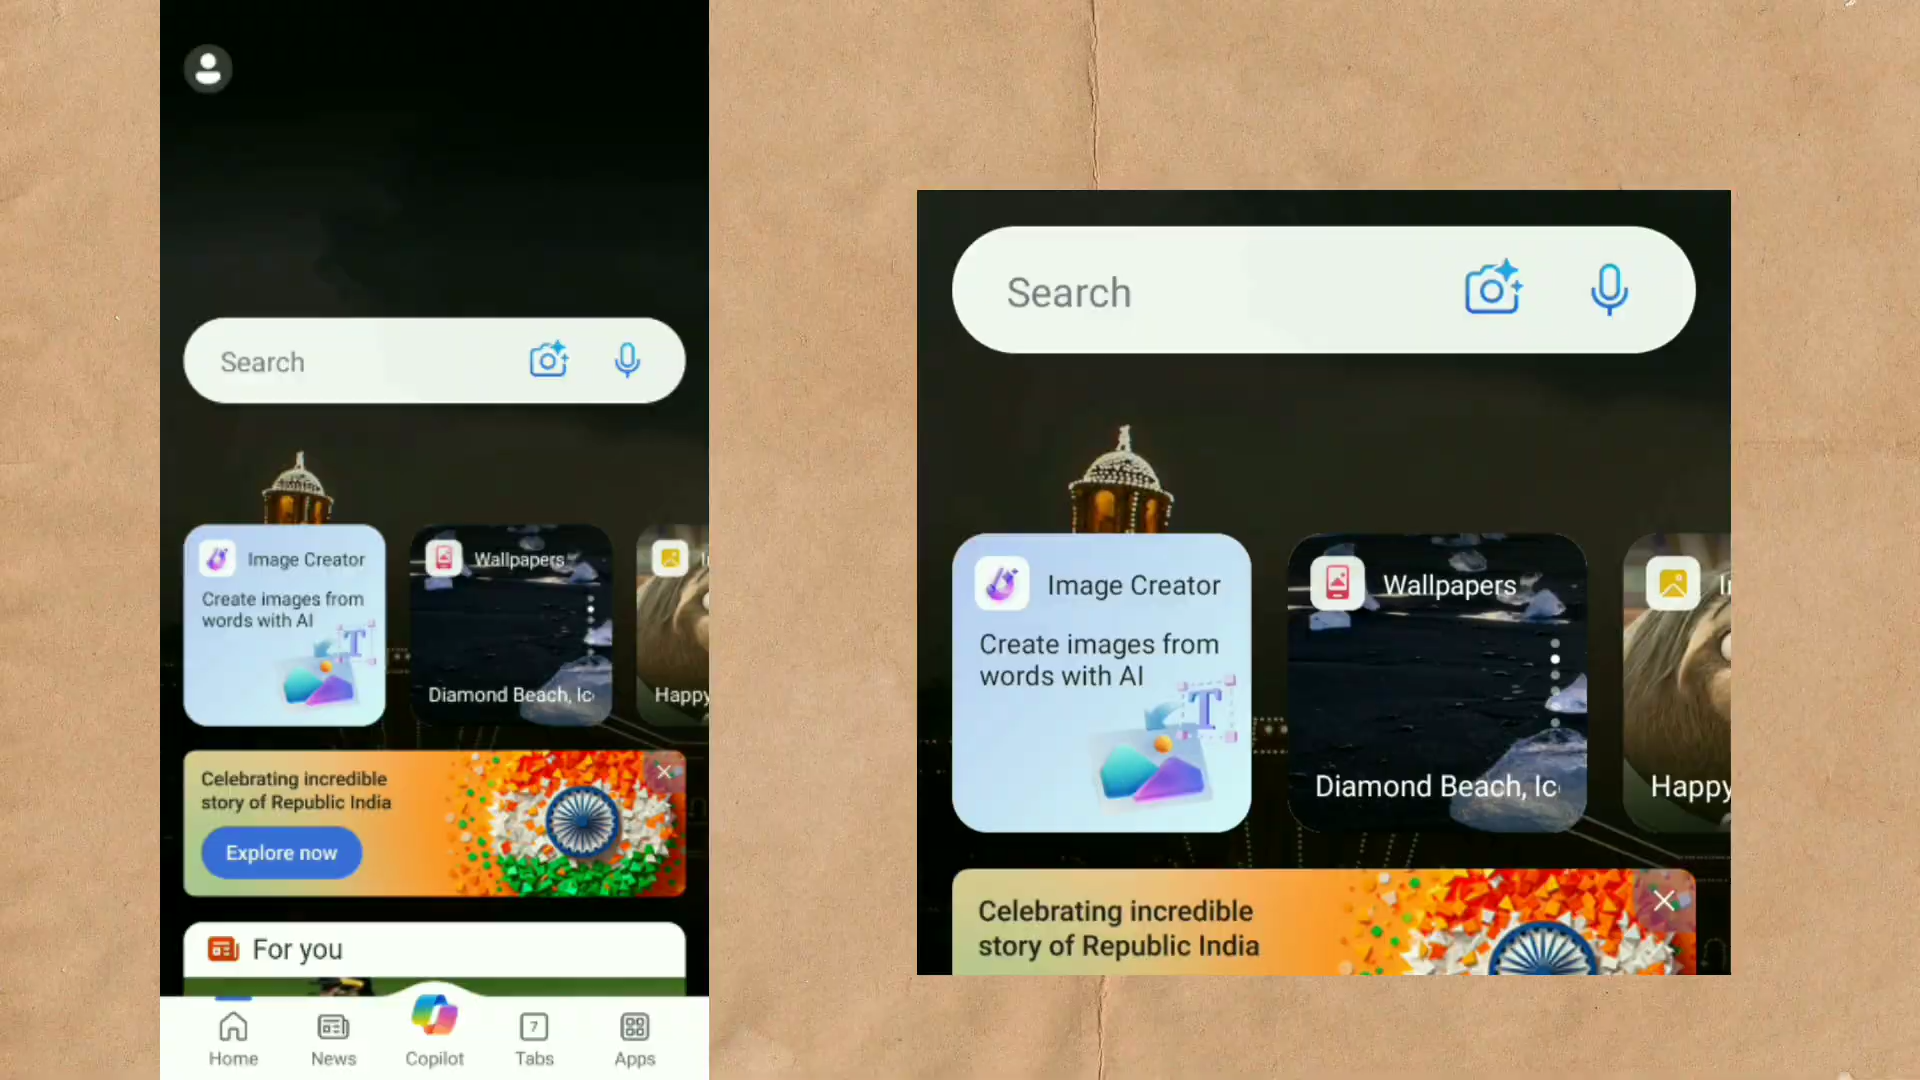 Search
Image Creator
Create images from
words with AI
Wallpapers
Diamond Beach, Ic
Happy
Celebrating incredible
story of Republic India
Explore now
For you
Home
News
Copilot
7
Tabs
Apps
Search
Image Creator
Create images from
words with AI
T
Wallpapers
Diamond Beach, Ic
Happy
Celebrating incredible
story of Republic India